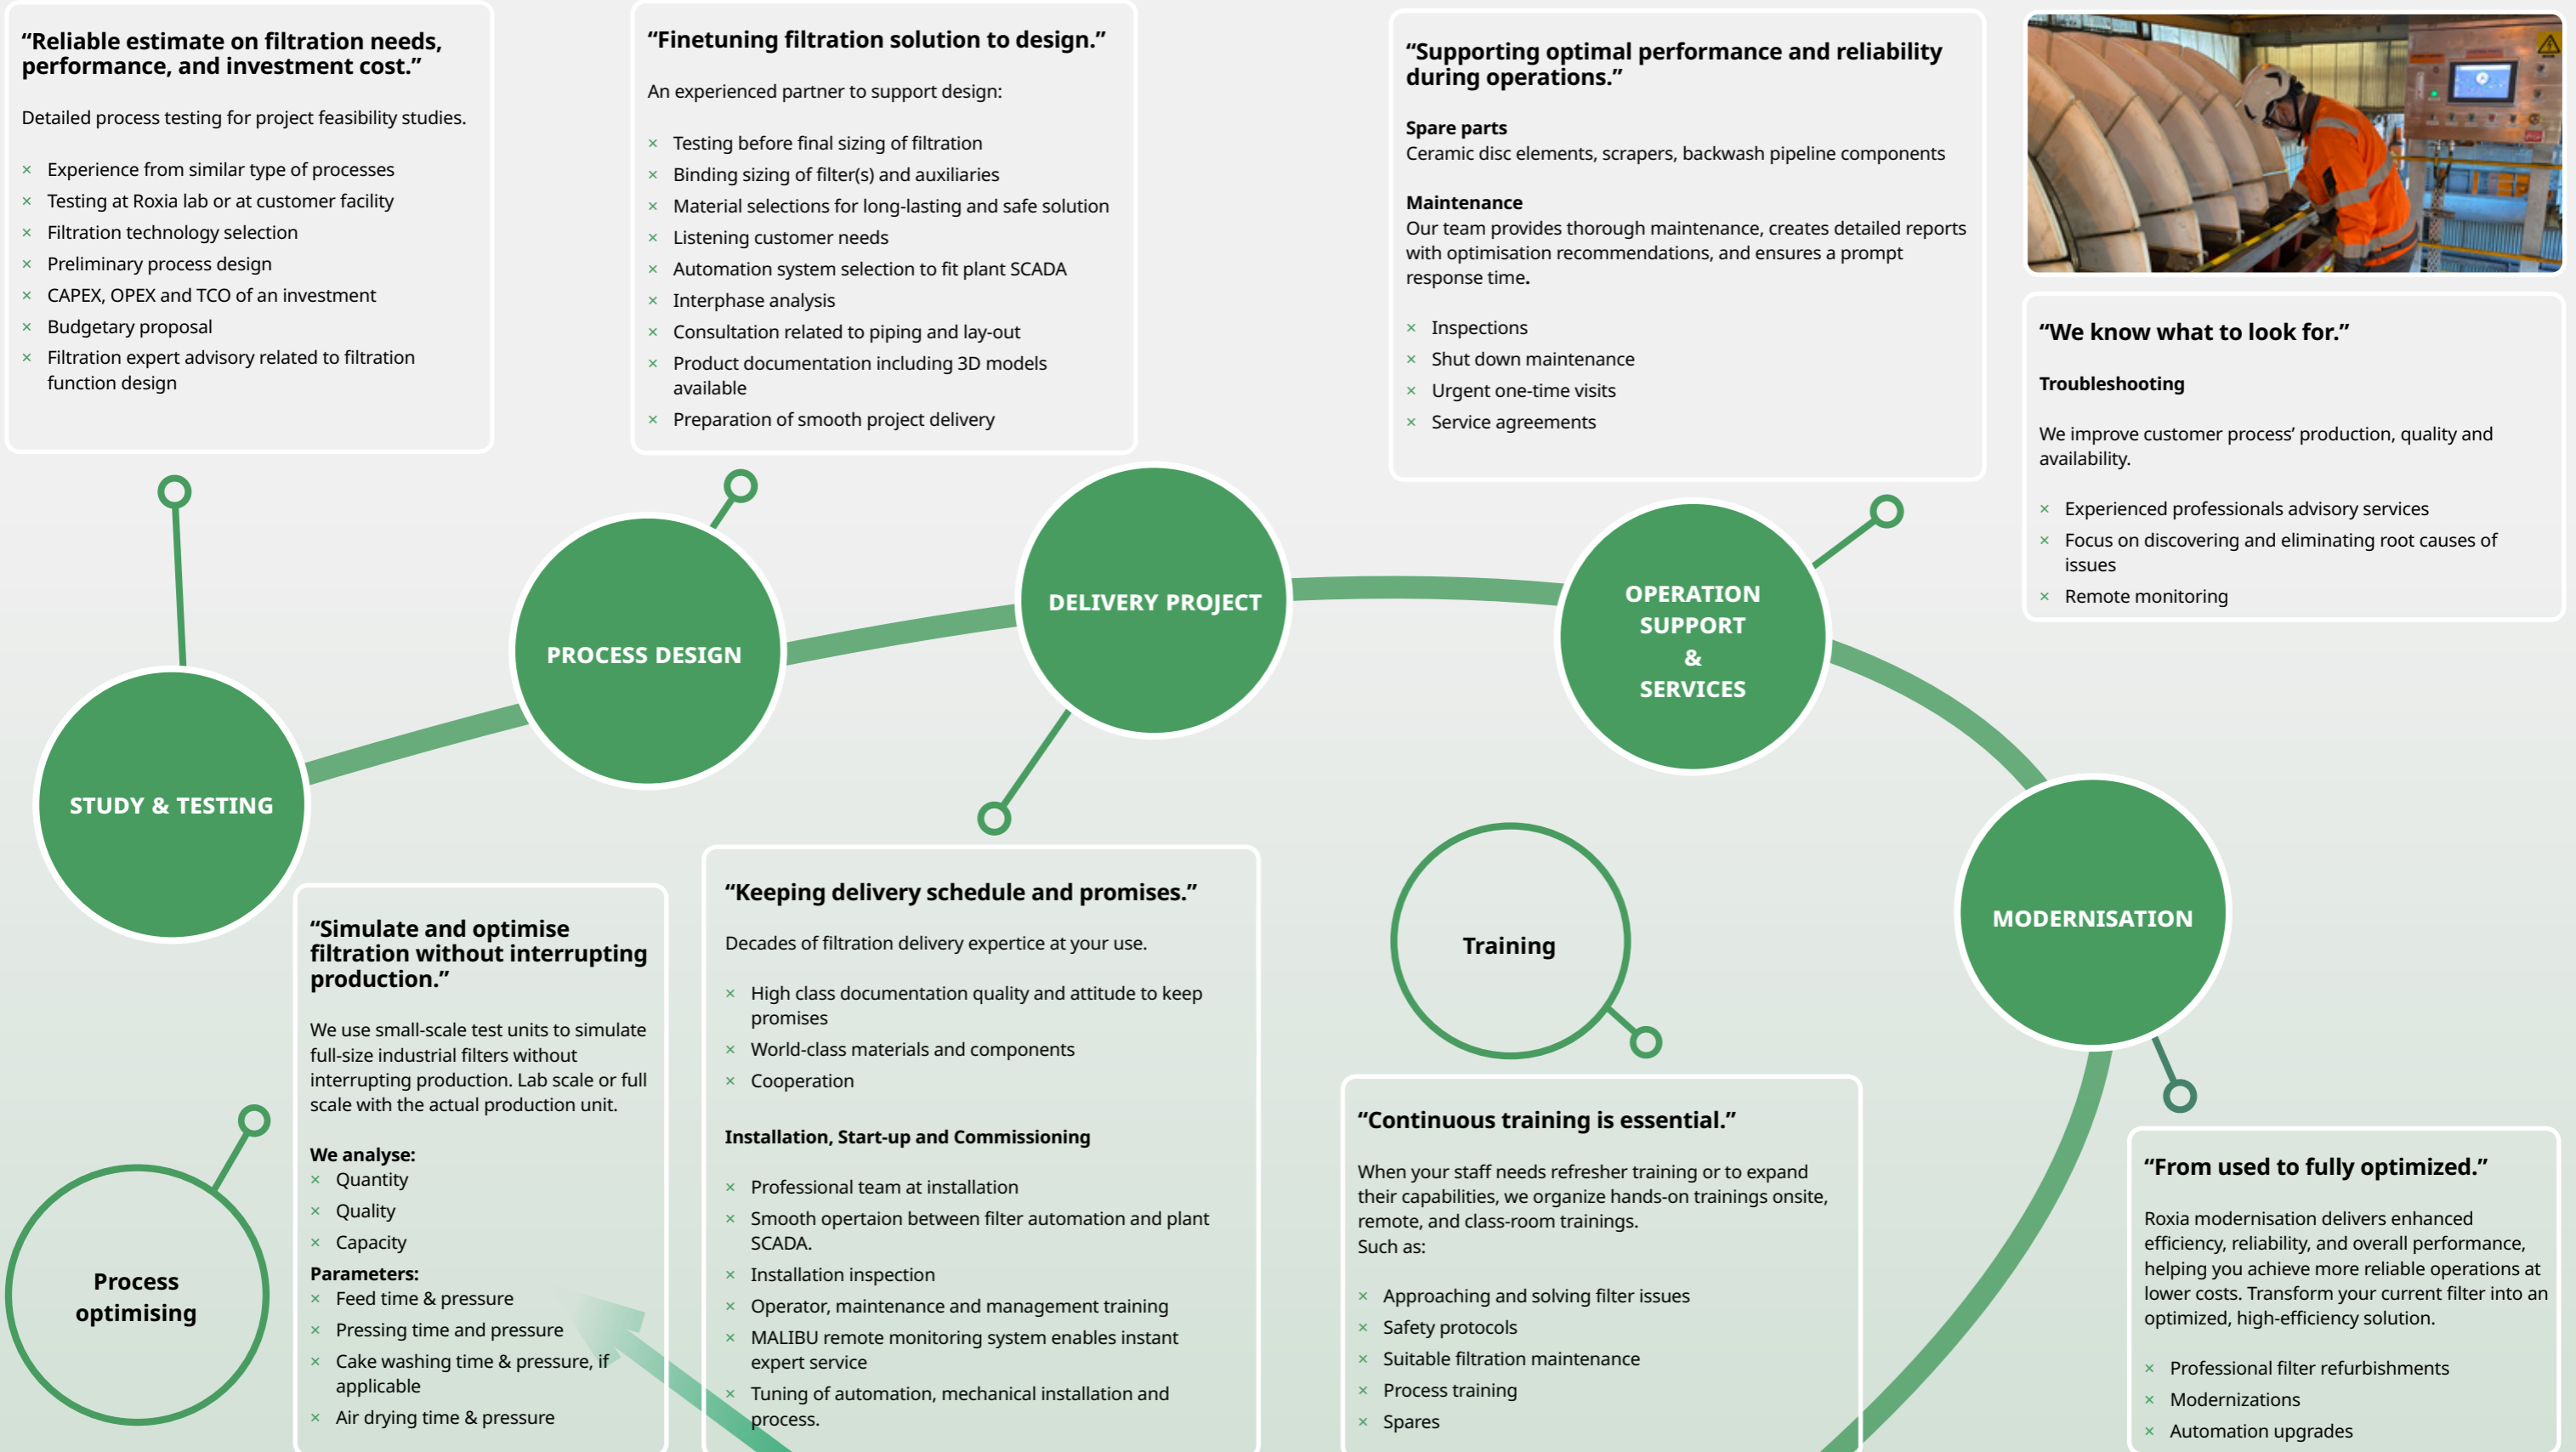 “Reliable estimate on filtration needs,
performance, and investment cost.”
Detailed process testing for project feasibility studies.
× Experience from similar type of processes
× Testing at Roxia lab or at customer facility
× Filtration technology selection
× Preliminary process design
× CAPEX, OPEX and TCO of an investment
× Budgetary proposal
× Filtration expert advisory related to filtration
function design
“Finetuning filtration solution to design.”
An experienced partner to support design:
× Testing before final sizing of filtration
× Binding sizing of filter(s) and auxiliaries
× Material selections for long-lasting and safe solution
× Listening customer needs
× Automation system selection to fit plant SCADA
× Interphase analysis
× Consultation related to piping and lay-out
× Product documentation including 3D models
available
× Preparation of smooth project delivery
“Supporting optimal performance and reliability
during operations.”
Spare parts
Ceramic disc elements, scrapers, backwash pipeline components
Maintenance
Our team provides thorough maintenance, creates detailed reports
with optimisation recommendations, and ensures a prompt
response time.
× Inspections
× Shut down maintenance
× Urgent one-time visits
× Service agreements
“We know what to look for.”
Troubleshooting
We improve customer process’ production, quality and
availability.
× Experienced professionals advisory services
× Focus on discovering and eliminating root causes of
issues
× Remote monitoring
STUDY & TESTING
PROCESS DESIGN
DELIVERY PROJECT
OPERATION
SUPPORT
&
SERVICES
MODERNISATION
Process
optimising
“Simulate and optimise
filtration without interrupting
production.”
We use small-scale test units to simulate
full-size industrial filters without
interrupting production. Lab scale or full
scale with the actual production unit.
We analyse:
× Quantity
× Quality
× Capacity
Parameters:
× Feed time & pressure
× Pressing time and pressure
× Cake washing time & pressure, if
applicable
× Air drying time & pressure
“Keeping delivery schedule and promises.”
Decades of filtration delivery expertice at your use.
× High class documentation quality and attitude to keep
promises
× World-class materials and components
× Cooperation
Installation, Start-up and Commissioning
× Professional team at installation
× Smooth opertaion between filter automation and plant
SCADA.
× Installation inspection
× Operator, maintenance and management training
× MALIBU remote monitoring system enables instant
expert service
× Tuning of automation, mechanical installation and
process.
Training
“Continuous training is essential.”
When your staff needs refresher training or to expand
their capabilities, we organize hands-on trainings onsite,
remote, and class-room trainings.
Such as:
× Approaching and solving filter issues
× Safety protocols
× Suitable filtration maintenance
× Process training
× Spares
“From used to fully optimized.”
Roxia modernisation delivers enhanced
efficiency, reliability, and overall performance,
helping you achieve more reliable operations at
lower costs. Transform your current filter into an
optimized, high-efficiency solution.
× Professional filter refurbishments
× Modernizations
× Automation upgrades